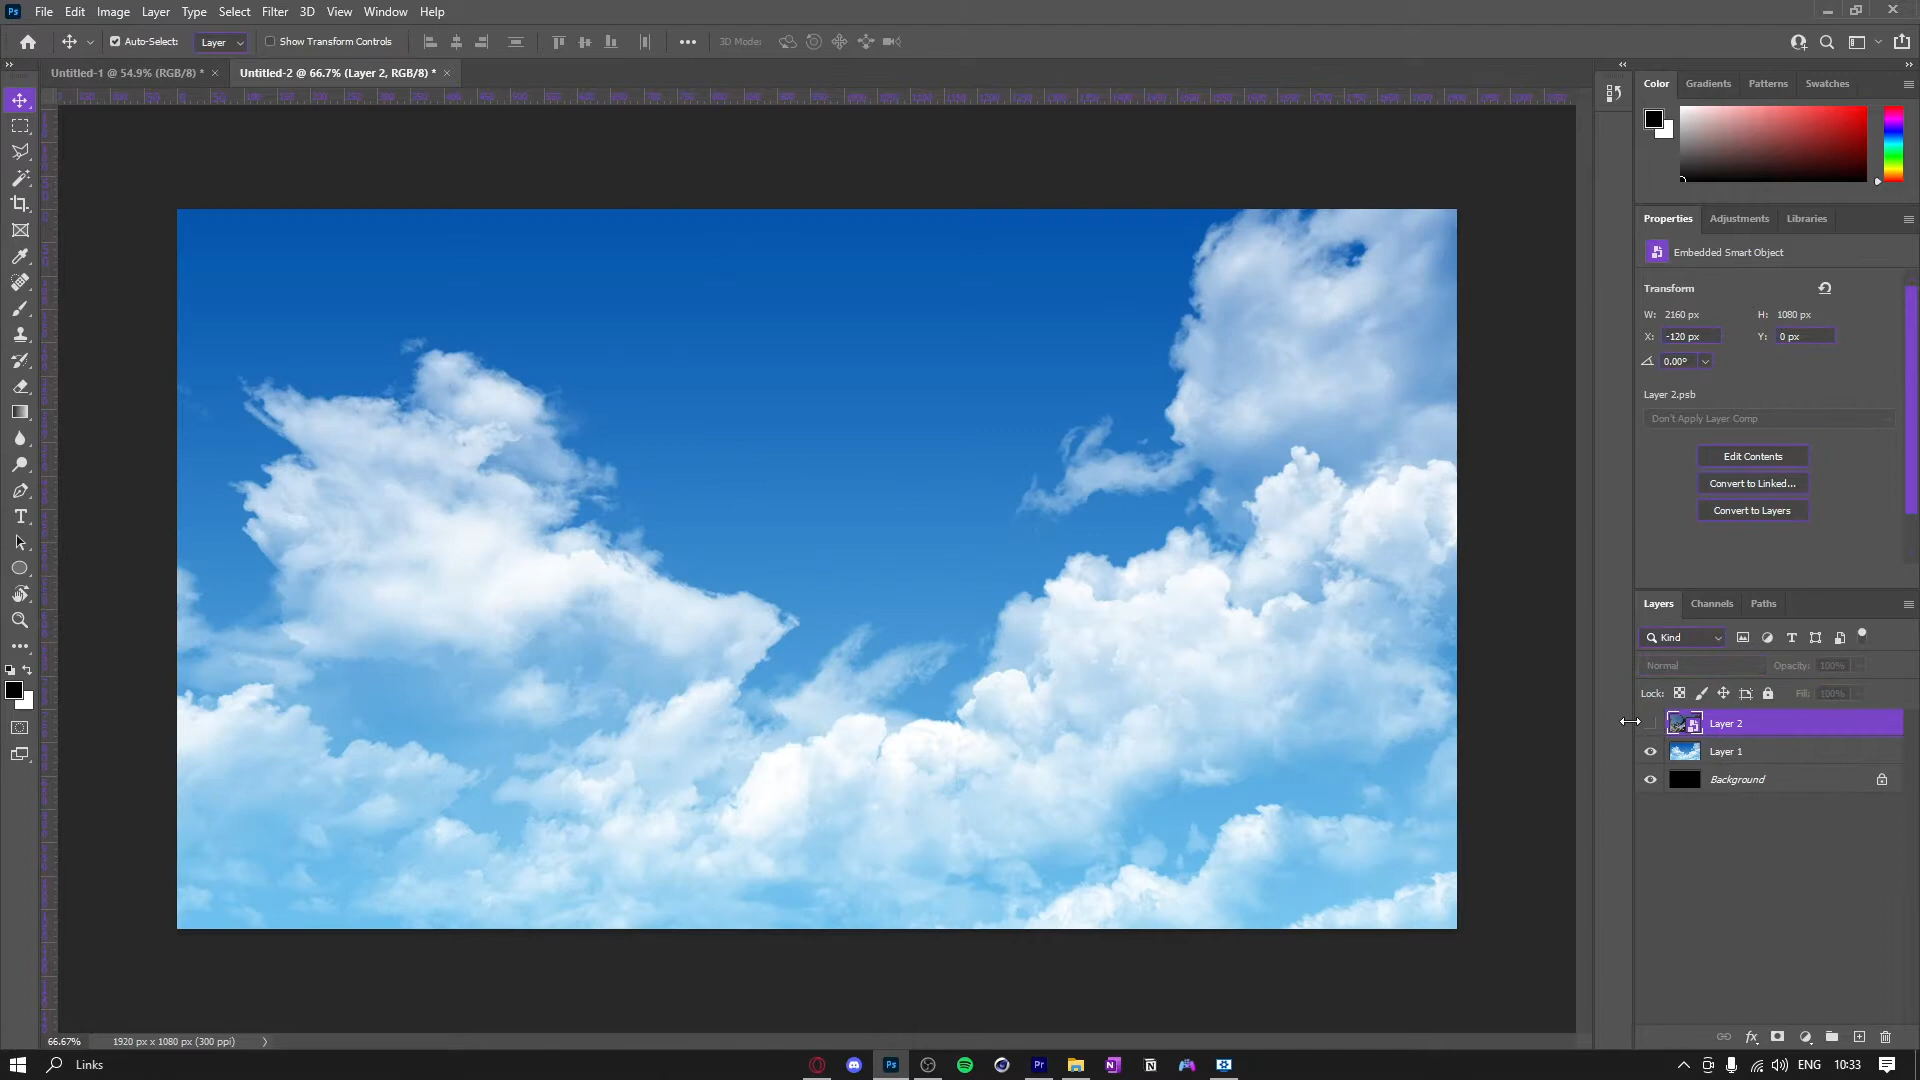 File Edit Image Layer Type Select Filter 3D View Window Help
Auto-Select: Layer Show Transform Controls 3D Mode:
Untitled-1 @ 54.9% (RGB/8) * × Untitled-2 @ 66.7% (Layer 2, RGB/8) * ×
Color Gradients Patterns Swatches
Properties Adjustments Libraries
Embedded Smart Object
Transform
W: 2160 px H: 1080 px
X: -120 px Y: 0 px
0.00°
Layer 2.psb
Don't Apply Layer Comp
Edit Contents
Convert to Linked...
Convert to Layers
Layers Channels Paths
Kind
Normal Opacity: 100%
Lock: Fill: 100%
Layer 2
Layer 1
Background
66.67% 1920 px x 1080 px (300 ppi)
Links ENG 10:33